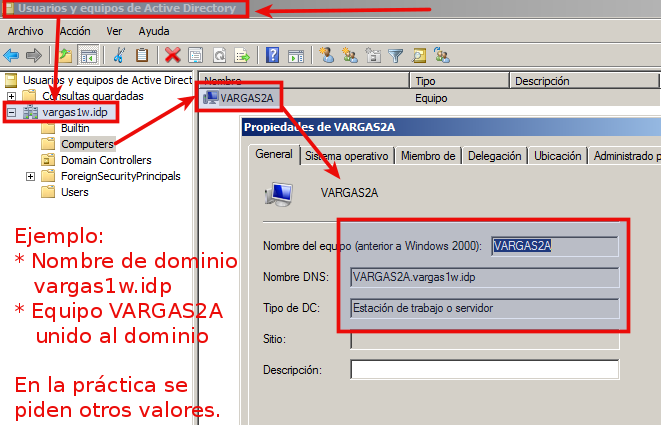 Usuarios y equipos de Active Directory
Archivo Acción Ver Ayuda
Usuarios y equipos de Active Direct
Consultas guardadas
vargas1w.idp
Builtin
Computers
Domain Controllers
ForeignSecurityPrincipals
Users
Nombre Tipo Descripción
VARGAS2A Equipo
Propiedades de VARGAS2A
General Sistema operativo Miembro de Delegación Ubicación Administrado p
VARGAS2A
Nombre del equipo (anterior a Windows 2000): VARGAS2A
Nombre DNS: VARGAS2A.vargas1w.idp
Tipo de DC: Estación de trabajo o servidor
Sitio:
Descripción:
Ejemplo:
* Nombre de dominio
vargas1w.idp
* Equipo VARGAS2A
unido al dominio
En la práctica se
piden otros valores.